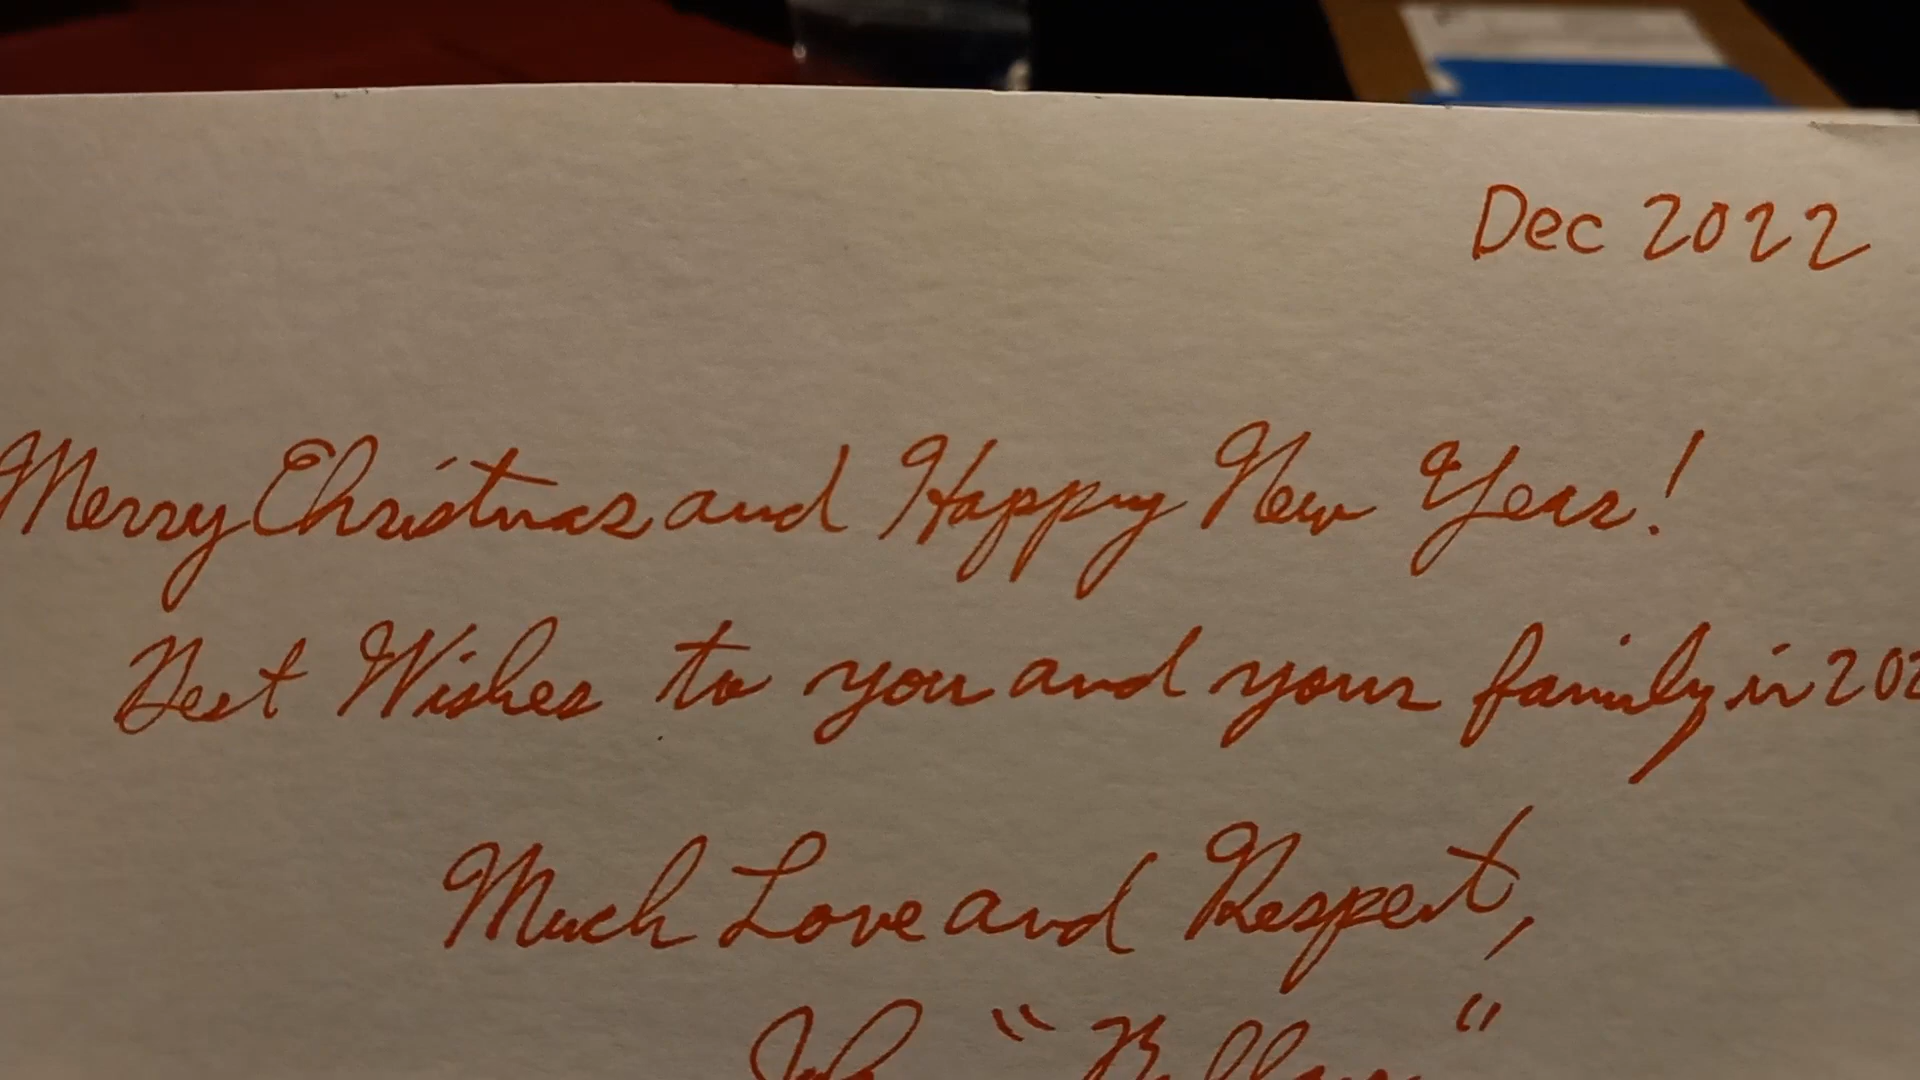 Dec 2022
Merry Christmas and Happy New Year!
Best Wishes to you and your family in 202
Much Love and Respect,